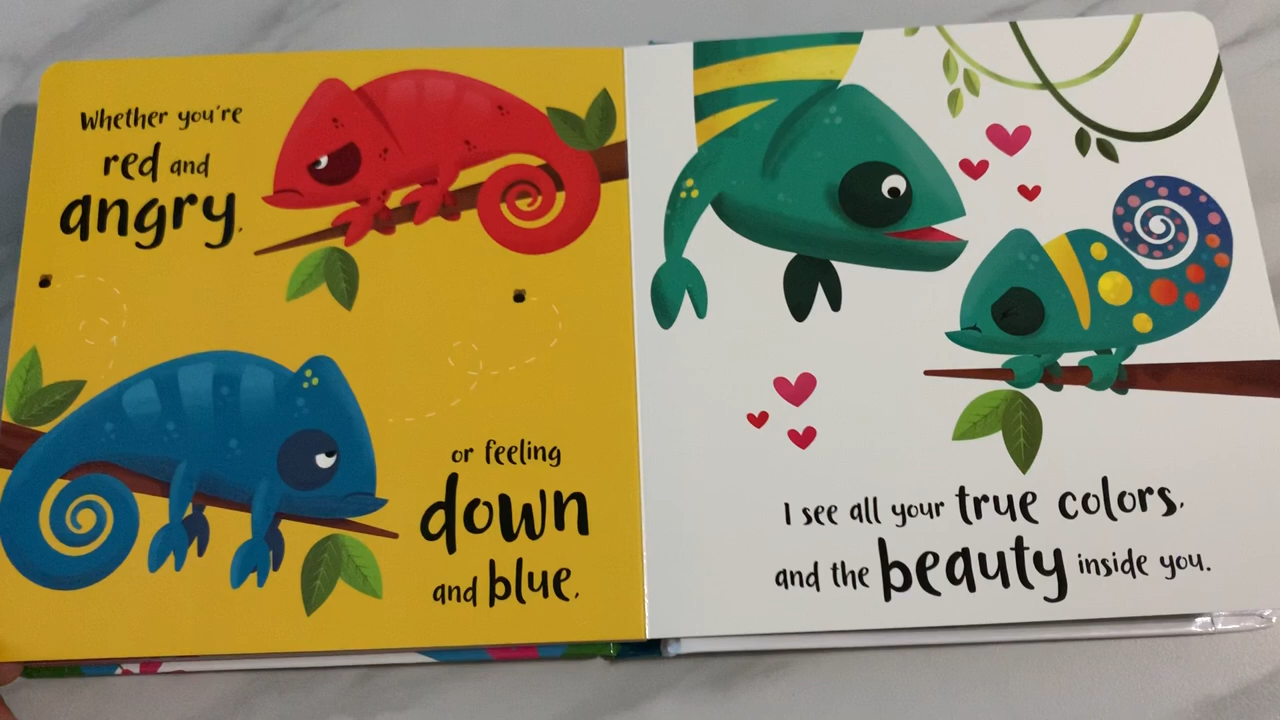 Whether you're
red and
angry,
or feeling
down
and blue,
I see all your true colors,
and the beauty inside you.